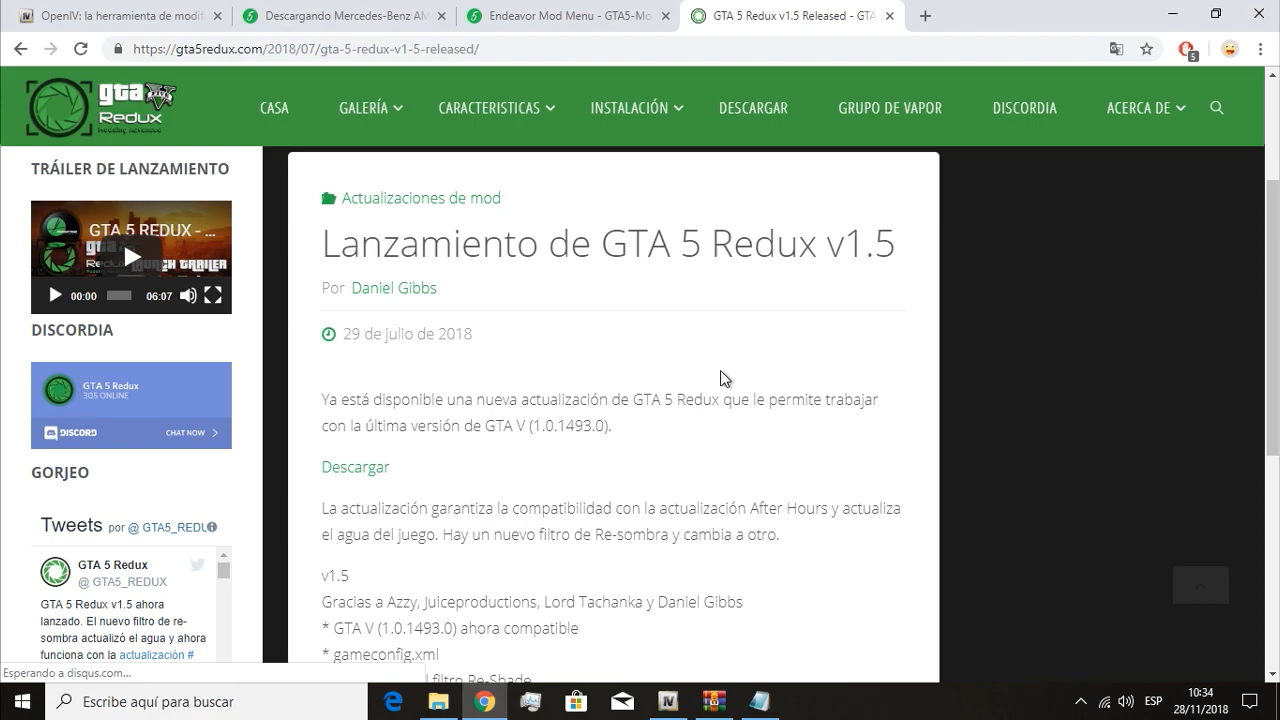 OpenIV: la herramienta de modif
Descargando Mercedes-Benz AM
Endeavor Mod Menu - GTA5-Mo
GTA 5 Redux v1.5 Released - GTA
https://gta5redux.com/2018/07/gta-5-redux-v1-5-released/
5
gta V
Redux
CASA
GALERÍA
CARACTERISTICAS
INSTALACIÓN
DESCARGAR
GRUPO DE VAPOR
DISCORDIA
ACERCA DE
TRÁILER DE LANZAMIENTO
GTA 5 REDUX - ...
LAUNCH TRAILER
00:00
06:07
DISCORDIA
GTA 5 Redux
305 ONLINE
DISCORD
CHAT NOW
GORJEO
Tweets por @ GTA5_REDU
GTA 5 Redux
@ GTA5_REDUX
GTA 5 Redux v1.5 ahora
lanzado. El nuevo filtro de re-
sombra actualizó el agua y ahora
funciona con la actualización #
Actualizaciones de mod
Lanzamiento de GTA 5 Redux v1.5
Por Daniel Gibbs
29 de julio de 2018
Ya está disponible una nueva actualización de GTA 5 Redux que le permite trabajar
con la última versión de GTA V (1.0.1493.0).
Descargar
La actualización garantiza la compatibilidad con la actualización After Hours y actualiza
el agua del juego. Hay un nuevo filtro de Re-sombra y cambia a otro.
v1.5
Gracias a Azzy, Juiceproductions, Lord Tachanka y Daniel Gibbs
* GTA V (1.0.1493.0) ahora compatible
* gameconfig.xml
filtro Re-Shade
Esperando a disqus.com...
Escribe aquí para buscar
ESP
10:34
28/11/2018